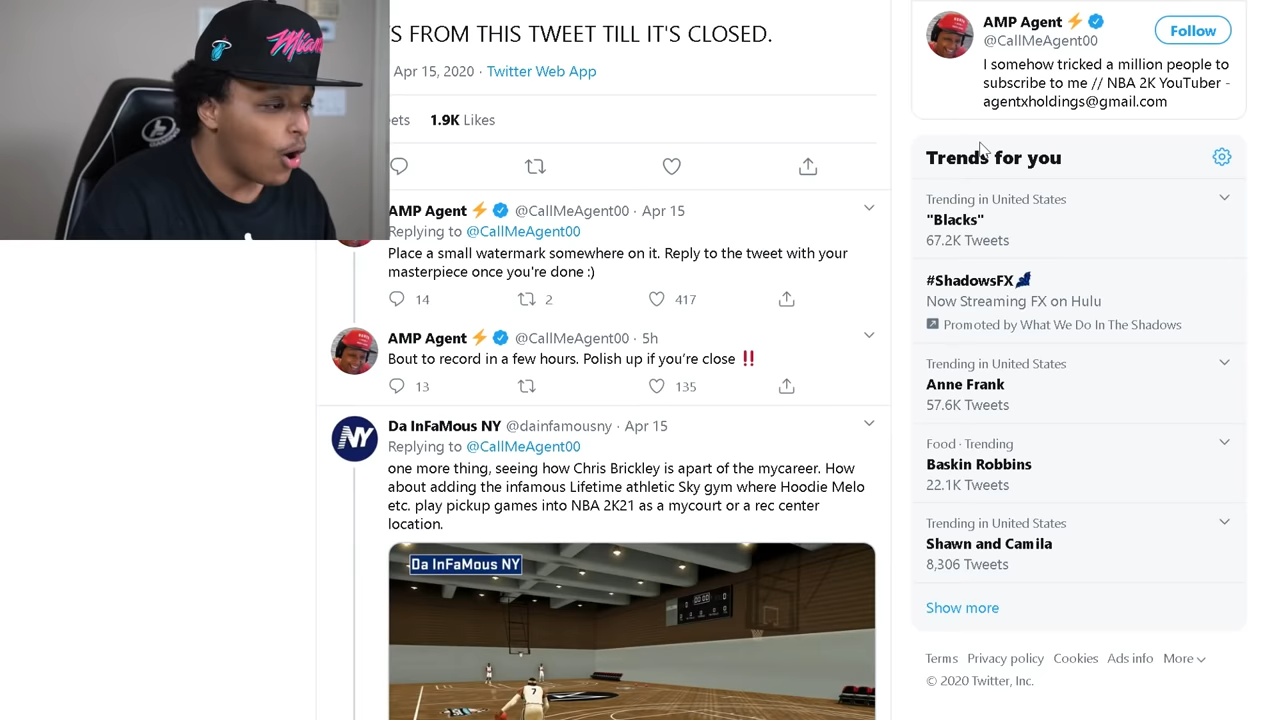 Miami
S FROM THIS TWEET TILL IT'S CLOSED.
Apr 15, 2020 · Twitter Web App
ets 1.9K Likes
AMP Agent ⚡ @CallMeAgent00 · Apr 15
Replying to @CallMeAgent00
Place a small watermark somewhere on it. Reply to the tweet with your
masterpiece once you're done :)
14 2 417
AMP Agent ⚡ @CallMeAgent00 · 5h
Bout to record in a few hours. Polish up if you're close ‼
13 135
NY
Da InFaMous NY @dainfamousny · Apr 15
Replying to @CallMeAgent00
one more thing, seeing how Chris Brickley is apart of the mycareer. How
about adding the infamous Lifetime athletic Sky gym where Hoodie Melo
etc. play pickup games into NBA 2K21 as a mycourt or a rec center
location.
Da InFaMous NY
00:00
7
AMP Agent ⚡
@CallMeAgent00
Follow
I somehow tricked a million people to
subscribe to me // NBA 2K YouTuber -
agentxholdings@gmail.com
Trends for you
Trending in United States
"Blacks"
67.2K Tweets
#ShadowsFX
Now Streaming FX on Hulu
Promoted by What We Do In The Shadows
Trending in United States
Anne Frank
57.6K Tweets
Food · Trending
Baskin Robbins
22.1K Tweets
Trending in United States
Shawn and Camila
8,306 Tweets
Show more
Terms Privacy policy Cookies Ads info More
© 2020 Twitter, Inc.